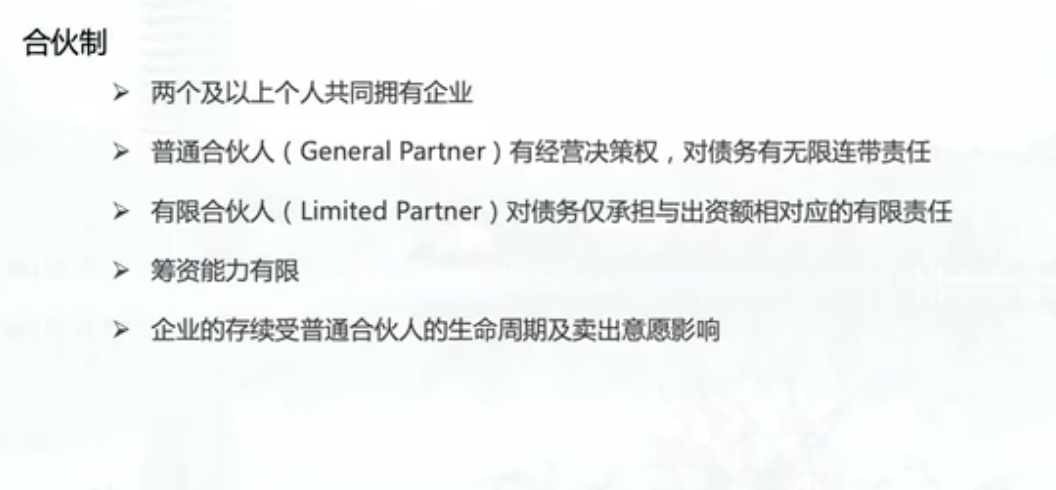 合伙制
➢ 两个及以上个人共同拥有企业
➢ 普通合伙人（General Partner）有经营决策权，对债务有无限连带责任
➢ 有限合伙人（Limited Partner）对债务仅承担与出资额相对应的有限责任
➢ 筹资能力有限
➢ 企业的存续受普通合伙人的生命周期及卖出意愿影响